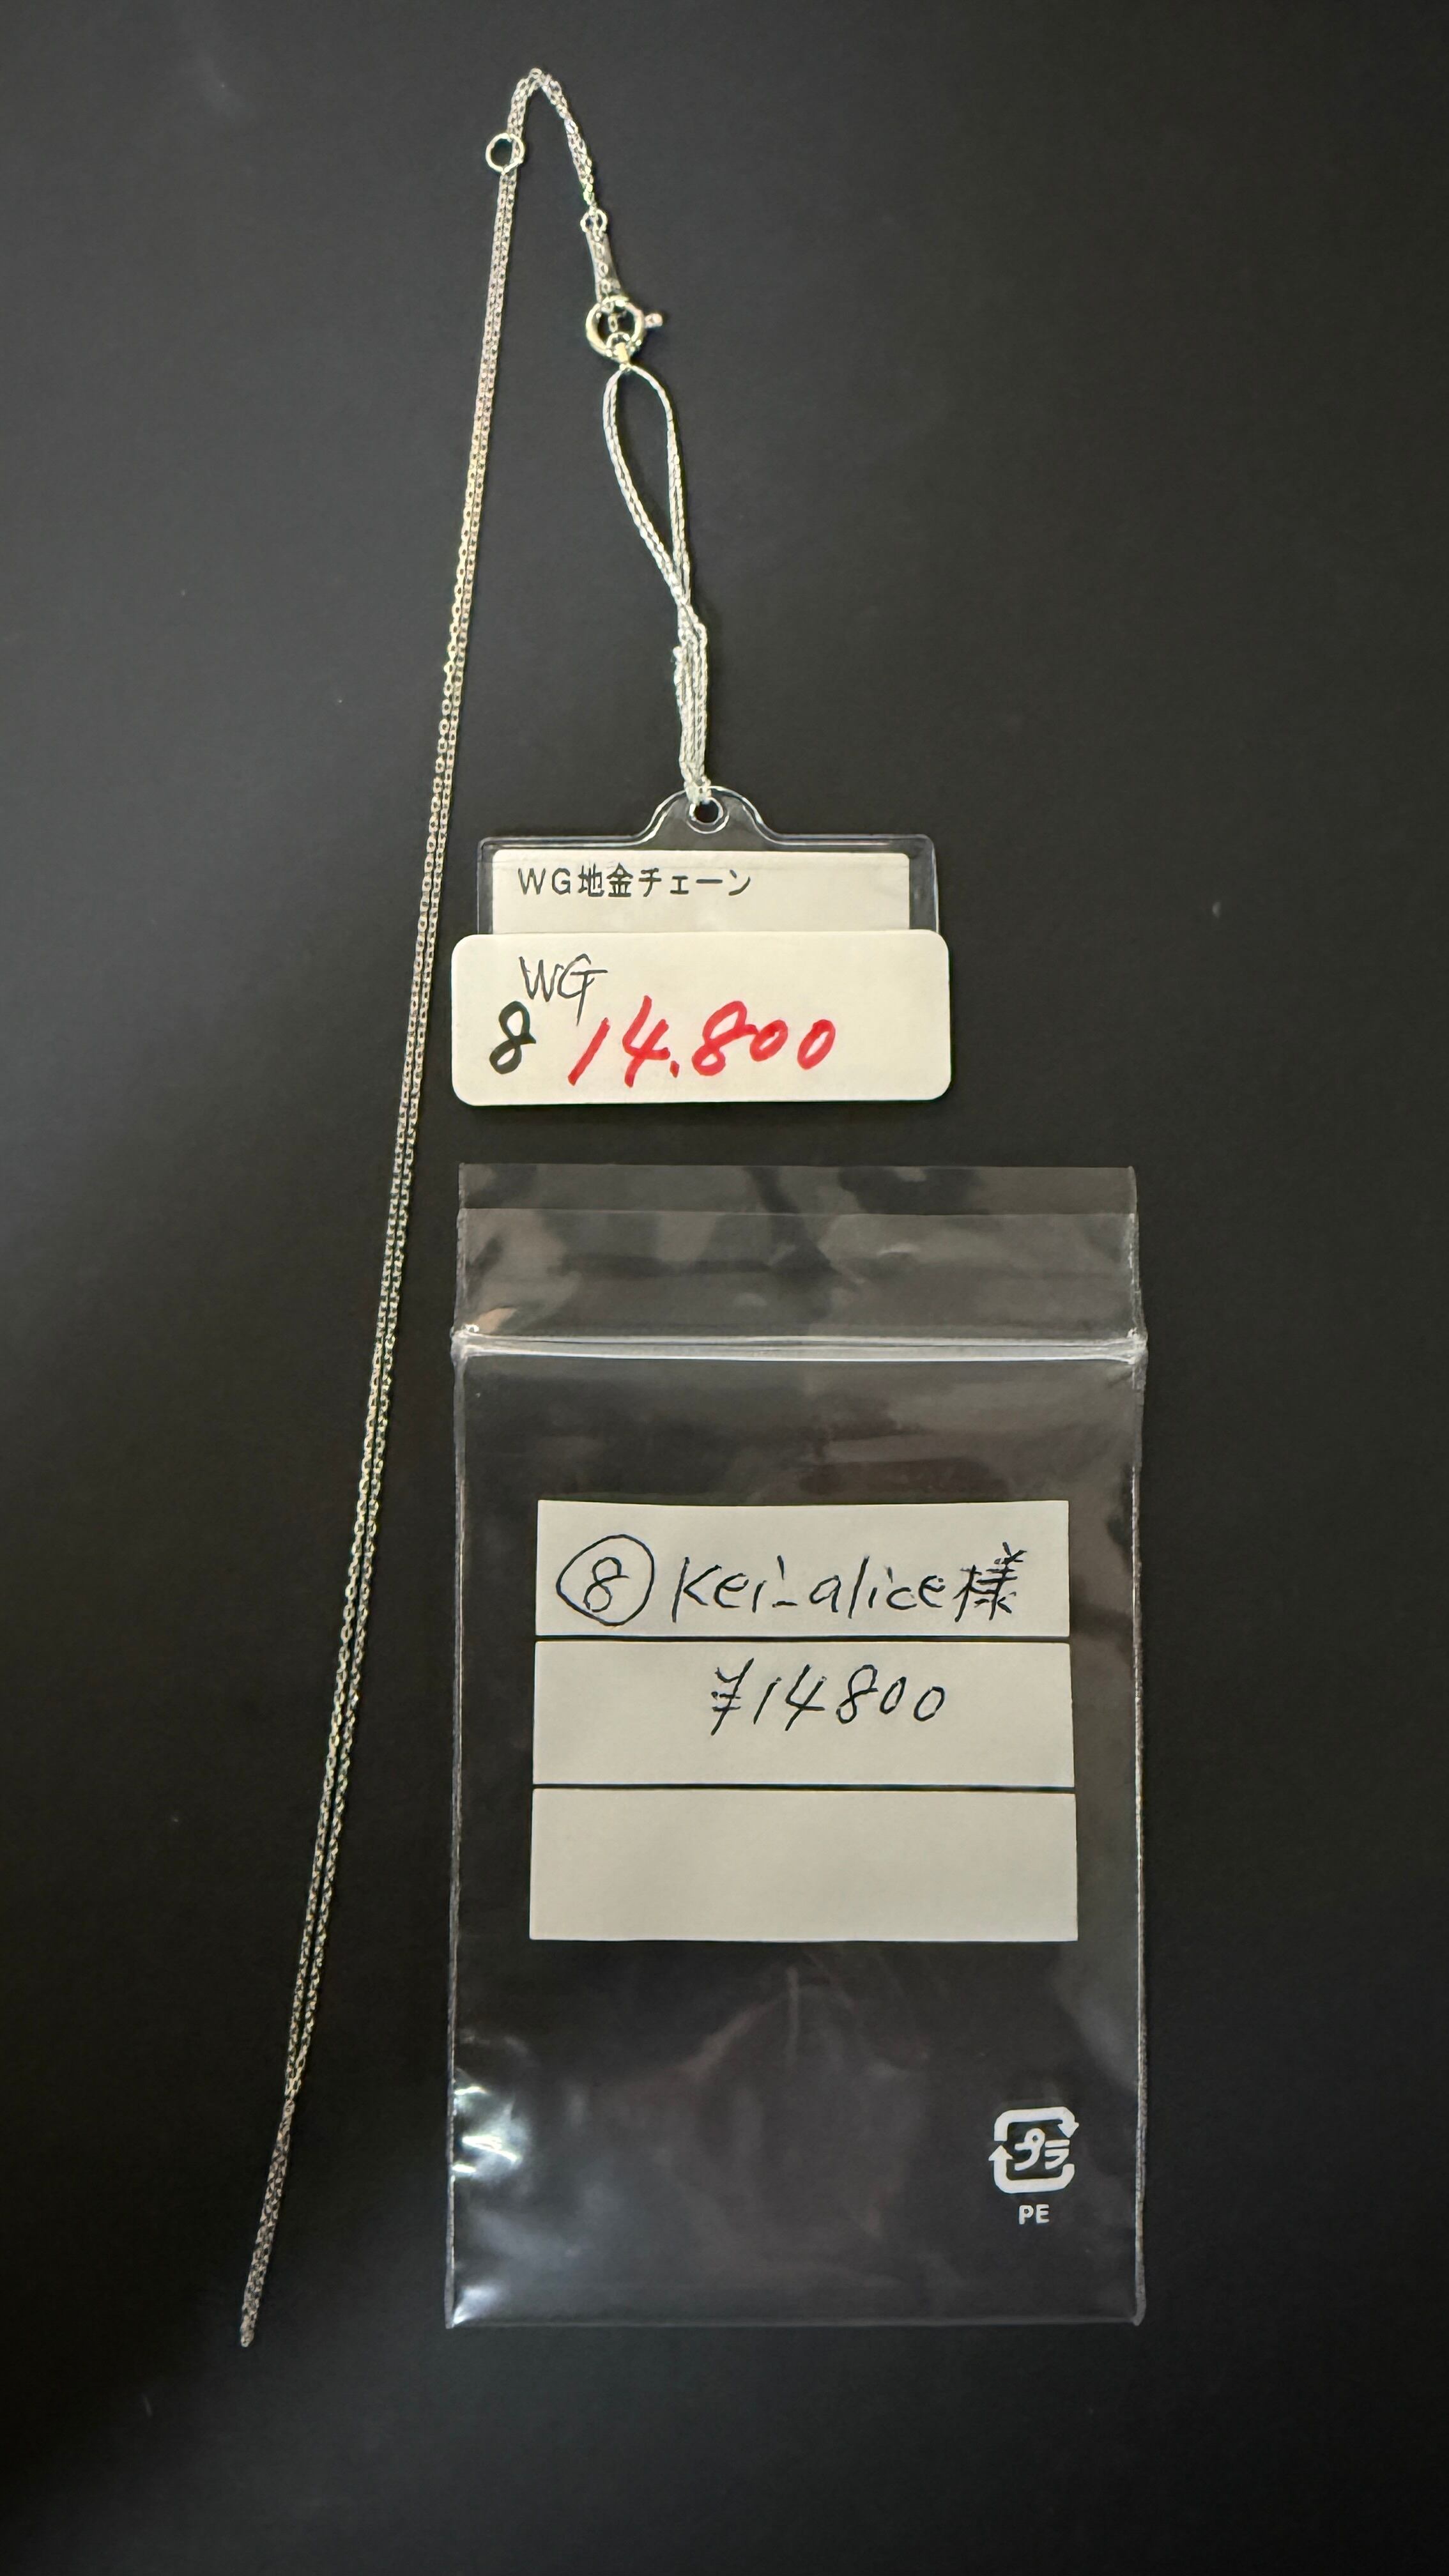 WG地金チェーン
WG
8 14.800
⑧ Kei_alice様
¥14800
プラ
PE